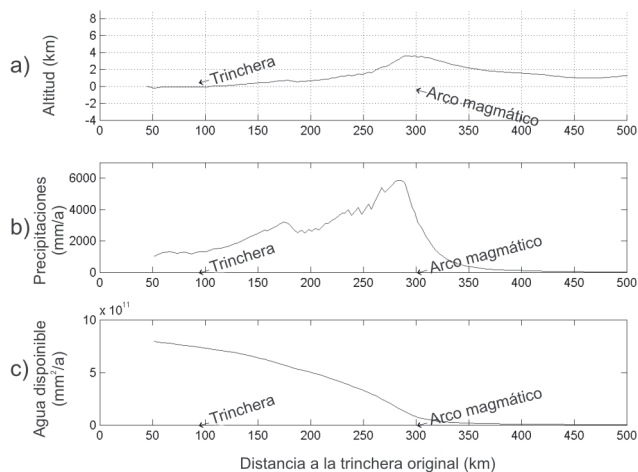 a)
Altitud (km)
8
6
4
2
0
-2
-4
Trinchera
Arco magmático
0 50 100 150 200 250 300 350 400 450 500
b)
Precipitaciones
(mm/a)
6000
4000
2000
0
Trinchera
Arco magmático
0 50 100 150 200 250 300 350 400 450 500
c)
Agua dispoinible
(mm²/a)
x 10¹¹
10
5
0
Trinchera
Arco magmático
0 50 100 150 200 250 300 350 400 450 500
Distancia a la trinchera original (km)